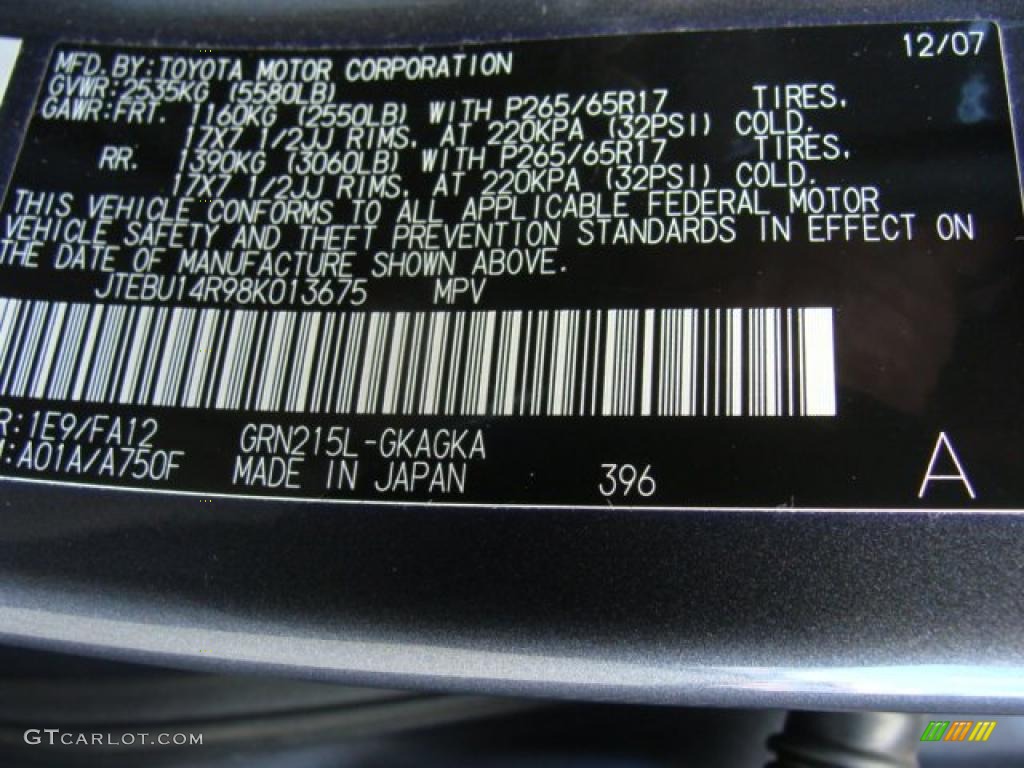 12/07
MFD.BY:TOYOTA MOTOR CORPORATION
GVWR:2535KG (5580LB)
GAWR:FRT. 1160KG (2550LB) WITH P265/65R17 TIRES,
17X7 1/2JJ RIMS, AT 220KPA (32PSI) COLD.
RR. 1390KG (3060LB) WITH P265/65R17 TIRES,
17X7 1/2JJ RIMS, AT 220KPA (32PSI) COLD.
THIS VEHICLE CONFORMS TO ALL APPLICABLE FEDERAL MOTOR
VEHICLE SAFETY AND THEFT PREVENTION STANDARDS IN EFFECT ON
THE DATE OF MANUFACTURE SHOWN ABOVE.
JTEBU14R98K013675 MPV
R:1E9/FA12 GRN215L-GKAGKA
:A01A/A750F MADE IN JAPAN 396 A
GTCARLOT.COM